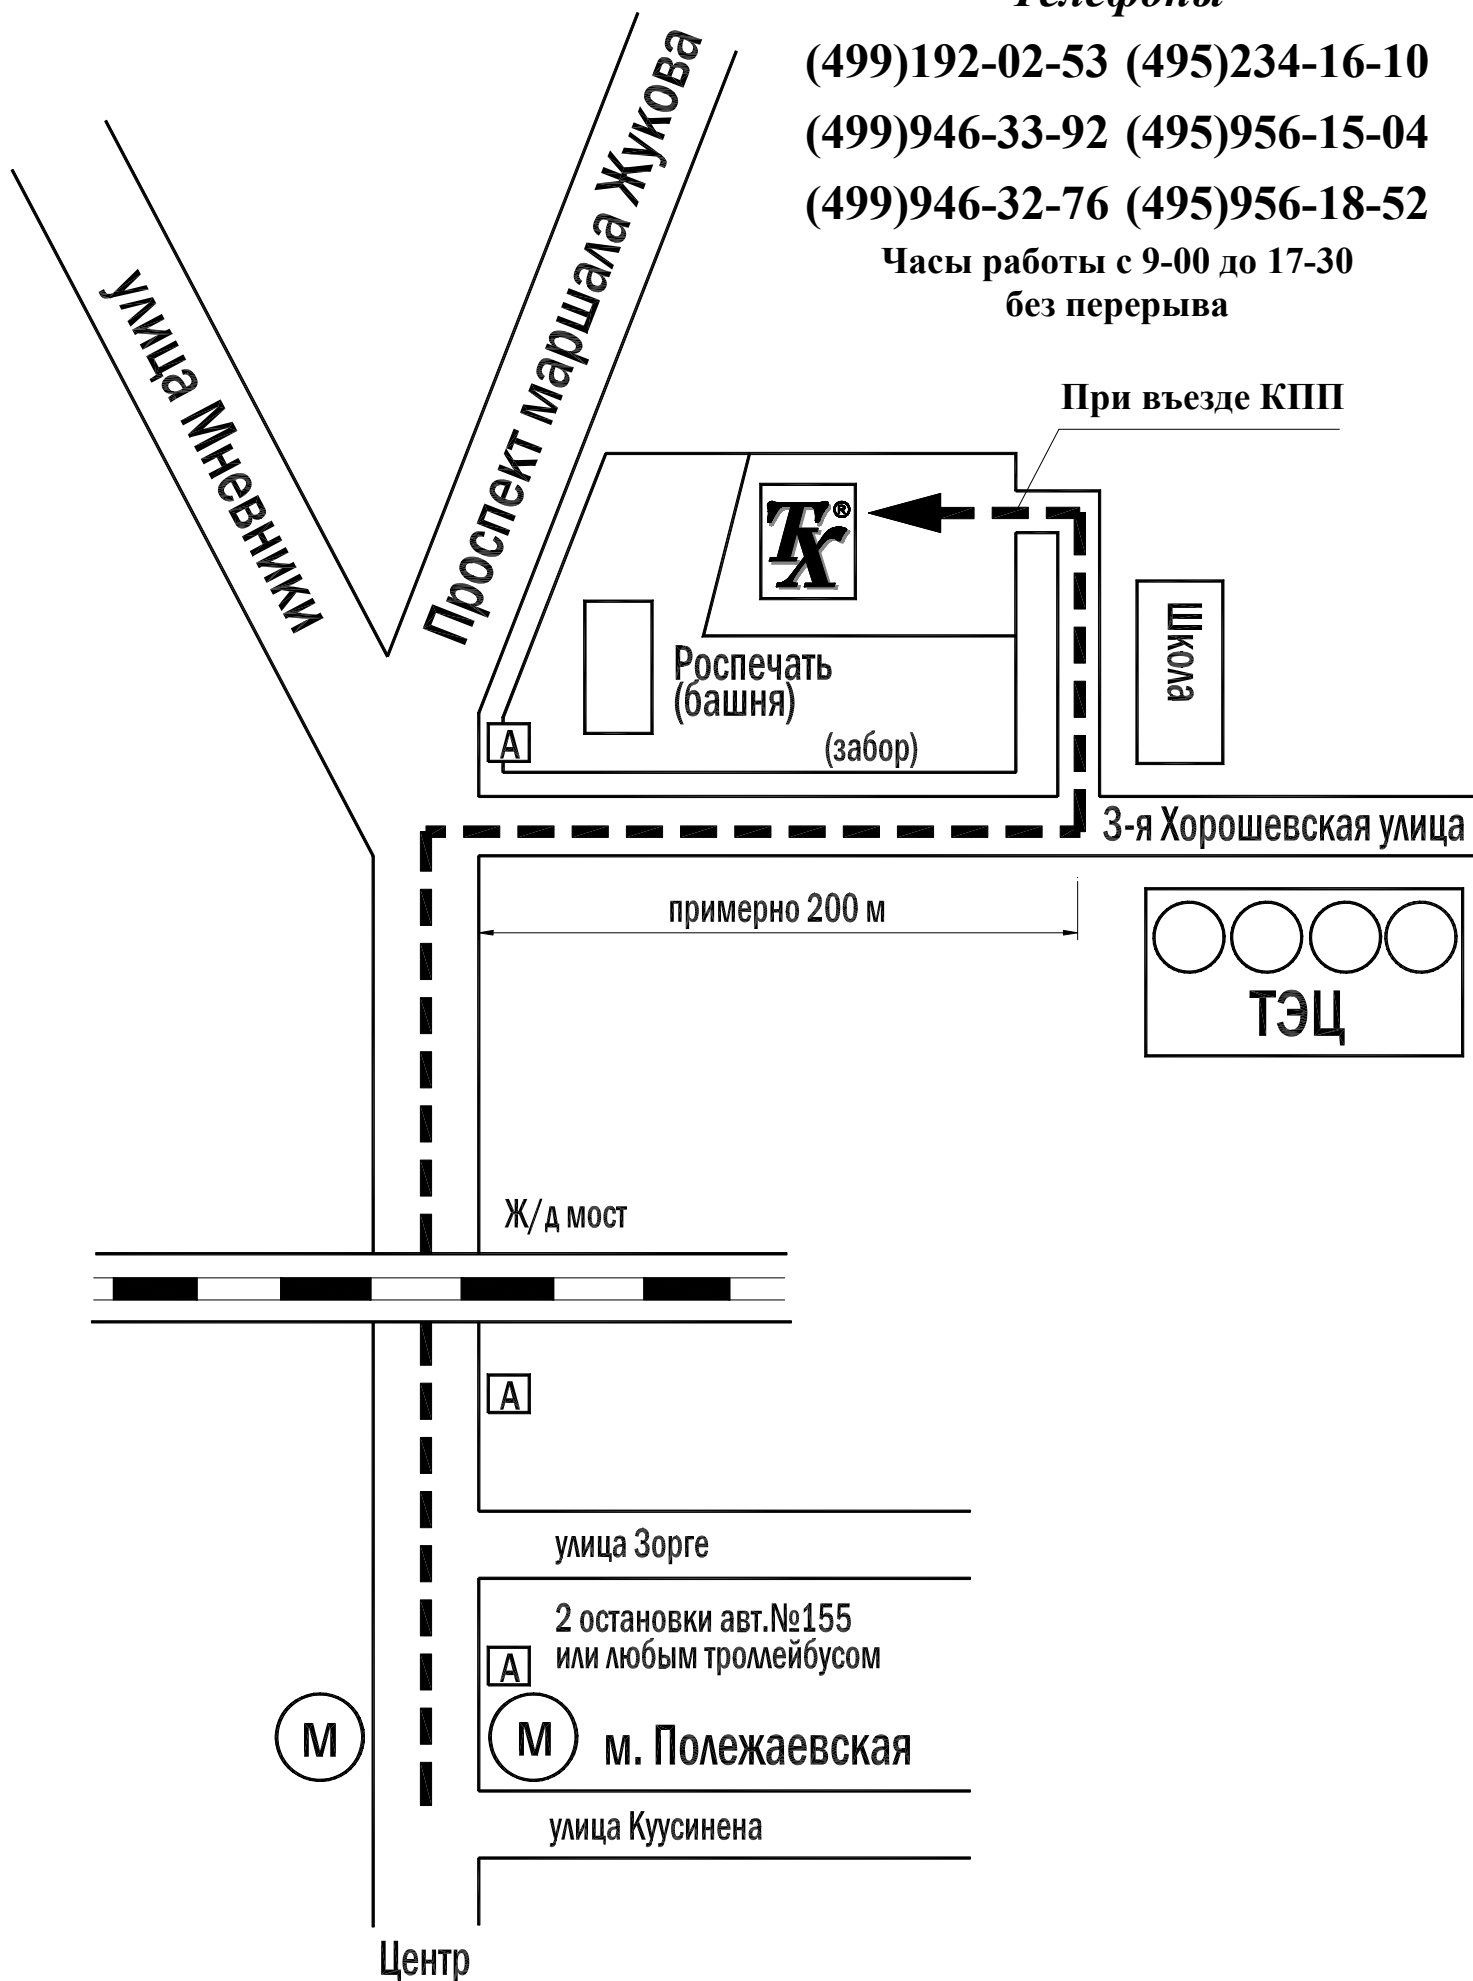 Телефоны
(499)192-02-53 (495)234-16-10
(499)946-33-92 (495)956-15-04
(499)946-32-76 (495)956-18-52
Часы работы с 9-00 до 17-30
без перерыва
При въезде КПП
улица Мневники
Проспект маршала Жукова
ТХ®
Школа
Роспечать
(башня)
А
(забор)
3-я Хорошевская улица
примерно 200 м
ТЭЦ
Ж/д мост
А
улица Зорге
2 остановки авт.№155
или любым троллейбусом
А
М
М
м. Полежаевская
улица Куусинена
Центр